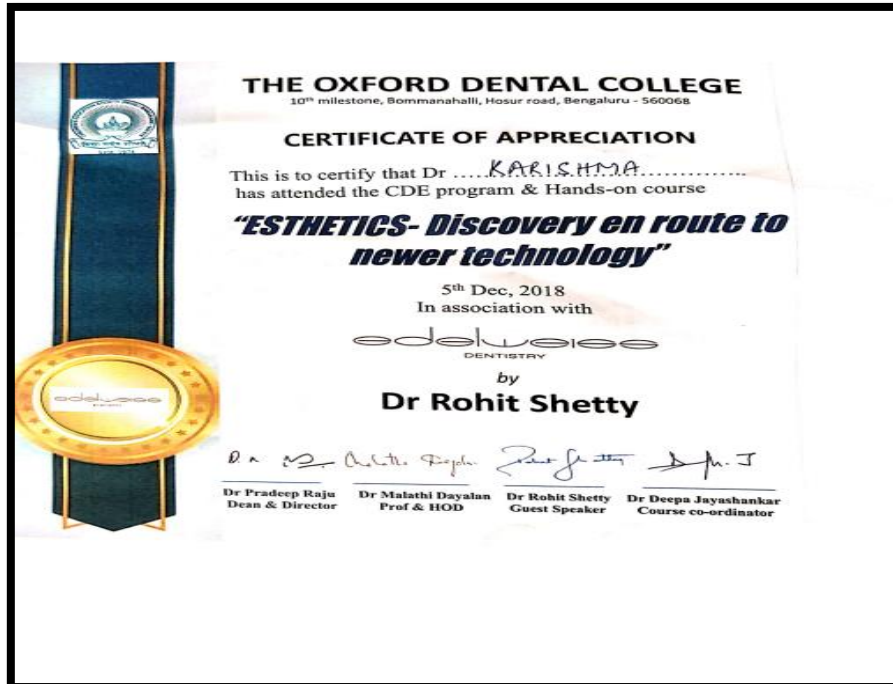 THE OXFORD DENTAL COLLEGE
10th milestone, Bommanahalli, Hosur road, Bengaluru - 560068
CERTIFICATE OF APPRECIATION
This is to certify that Dr ..... KARISHMA ................
has attended the CDE program & Hands-on course
"ESTHETICS- Discovery en route to
newer technology"
5th Dec, 2018
In association with
edelweiss
DENTISTRY
by
Dr Rohit Shetty
edelweiss
Dr Pradeep Raju
Dean & Director
Dr Malathi Dayalan
Prof & HOD
Dr Rohit Shetty
Guest Speaker
Dr Deepa Jayashankar
Course co-ordinator